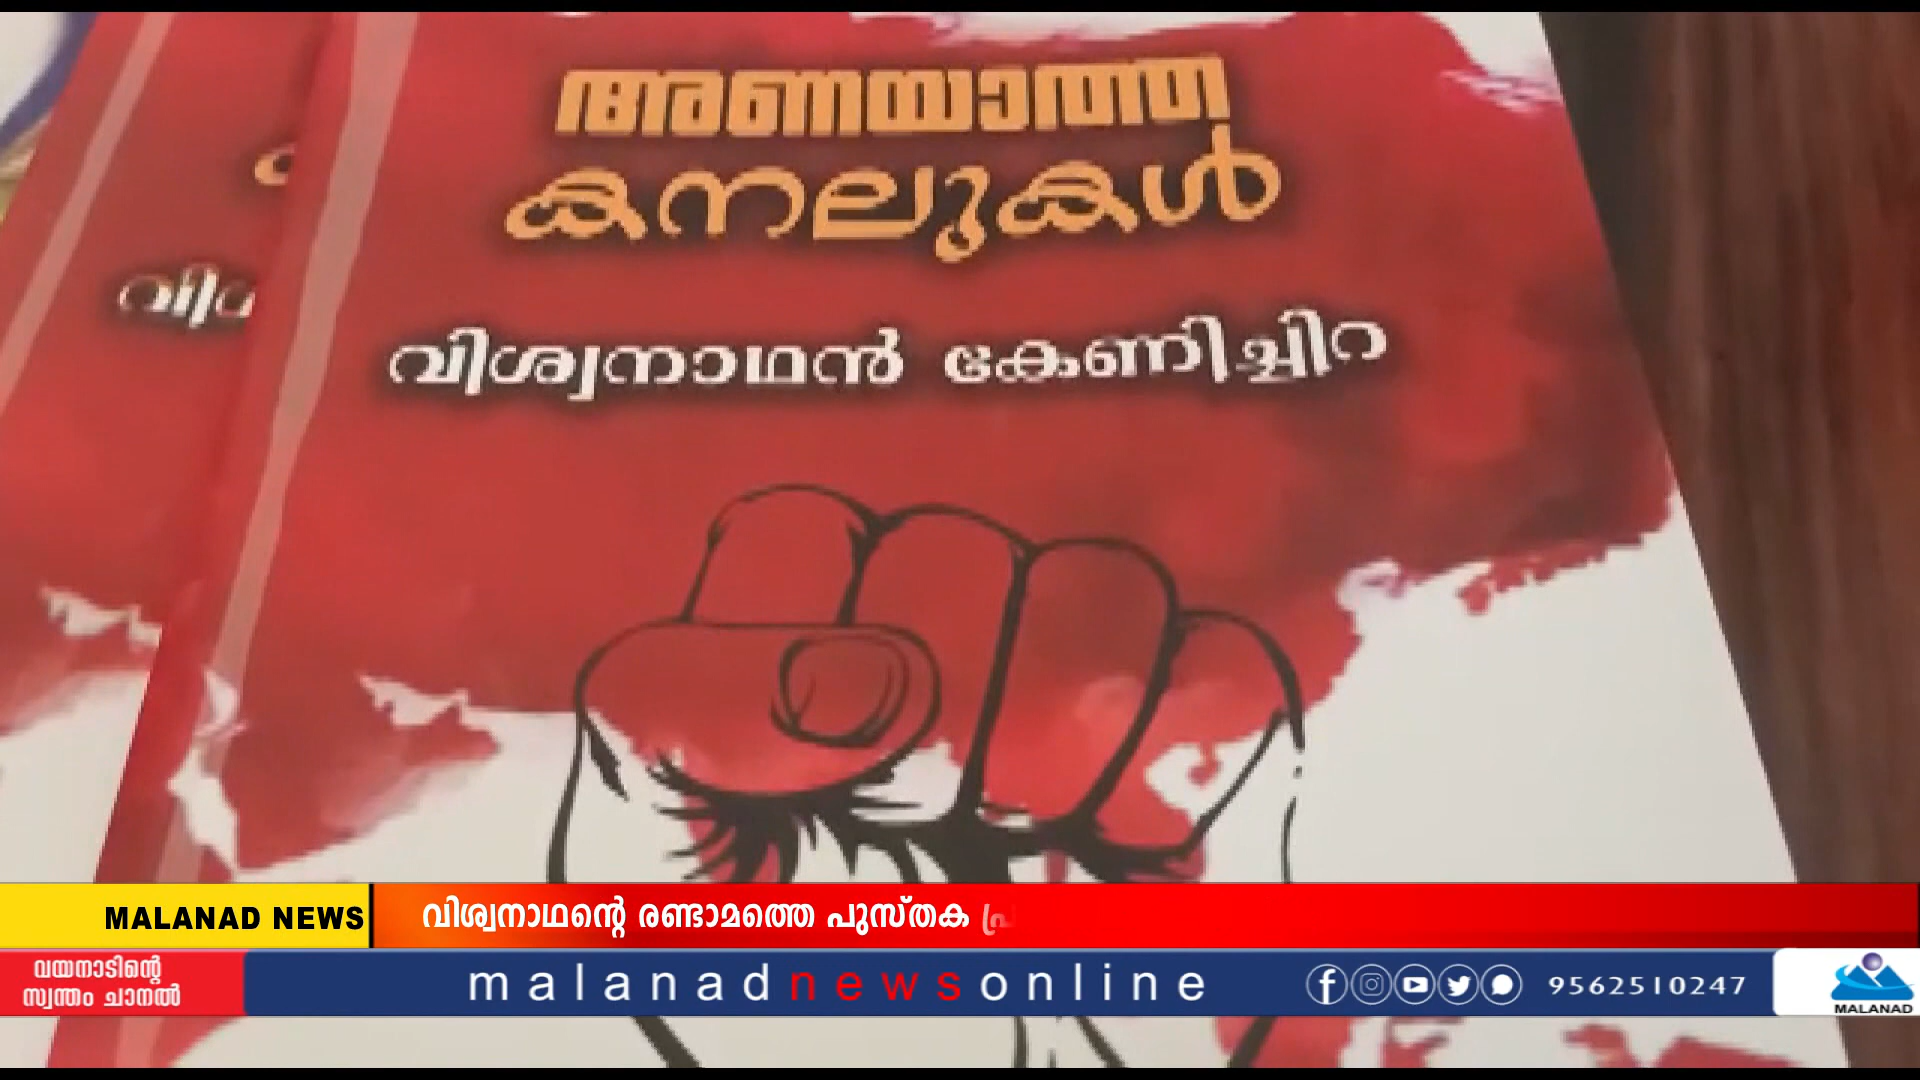 അണയാത്ത
കനലുകൾ
വിശ്വനാഥൻ കേണിച്ചിറ
MALANAD NEWS
വിശ്വനാഥന്റെ രണ്ടാമത്തെ പുസ്തക
വയനാടിന്റെ
സ്വന്തം ചാനൽ
malanadnewsonline
9562510247
MALANAD